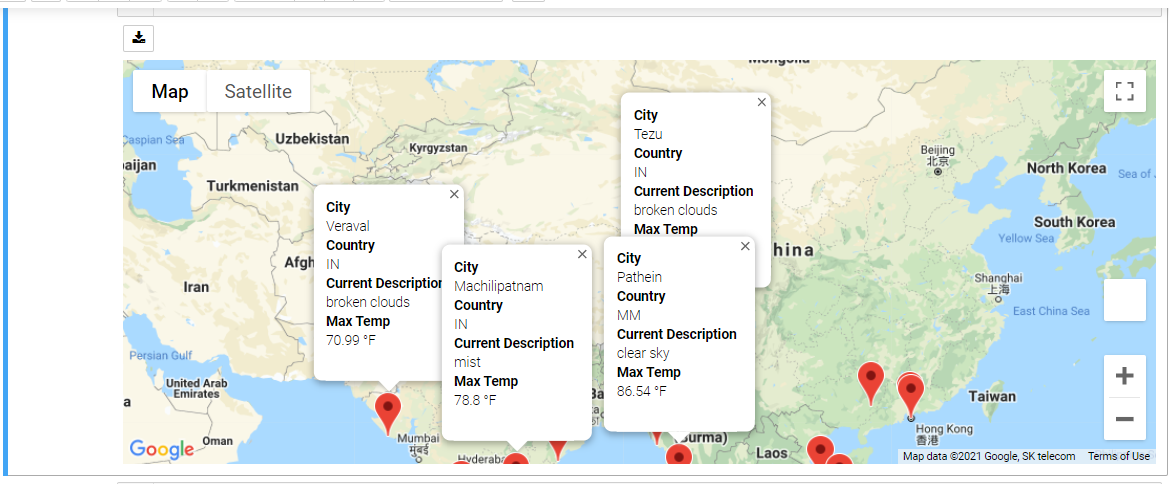 Map
Satellite
Caspian Sea
aijan
Uzbekistan
Kyrgyzstan
Turkmenistan
Afgh
Iran
Persian Gulf
United Arab
Emirates
Oman
a
Google
City
Veraval
Country
IN
Current Description
broken clouds
Max Temp
70.99 °F
City
Machilipatnam
Country
IN
Current Description
mist
Max Temp
78.8 °F
City
Tezu
Country
IN
Current Description
broken clouds
Max Temp
City
Pathein
Country
MM
Current Description
clear sky
Max Temp
86.54 °F
Mongolia
hina
Beijing
北京
North Korea
Sea of
South Korea
Yellow Sea
Shanghai
上海
East China Sea
Taiwan
Hong Kong
香港
Mumbai
मुंबई
Hyderaba
Ba
(Burma)
Laos
Map data ©2021 Google, SK telecom
Terms of Use